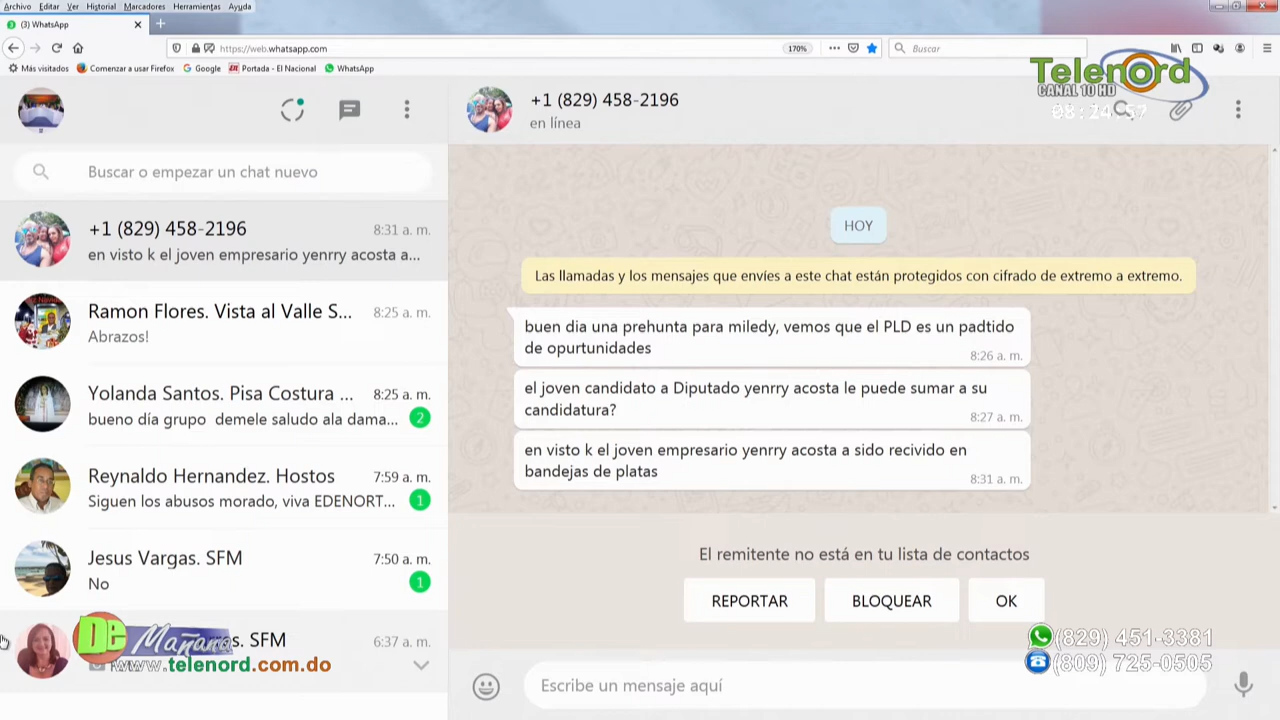 Archivo Editar Ver Historial Marcadores Herramientas Ayuda
(3) WhatsApp
https://web.whatsapp.com
170%
Buscar
Más visitados
Comenzar a usar Firefox
Google
Portada - El Nacional
WhatsApp
Telenord
CANAL 10 HD
08:24:57
+1 (829) 458-2196
en línea
Buscar o empezar un chat nuevo
+1 (829) 458-2196
8:31 a. m.
en visto k el joven empresario yenrry acosta a...
Ramon Flores. Vista al Valle S...
8:25 a. m.
Abrazos!
Yolanda Santos. Pisa Costura ...
8:25 a. m.
bueno día grupo demele saludo ala dama...
2
Reynaldo Hernandez. Hostos
7:59 a. m.
Siguen los abusos morado, viva EDENORT...
1
Jesus Vargas. SFM
7:50 a. m.
No
1
s. SFM
6:37 a. m.
De Mañana
www.telenord.com.do
HOY
Las llamadas y los mensajes que envíes a este chat están protegidos con cifrado de extremo a extremo.
buen dia una prehunta para miledy, vemos que el PLD es un padtido
de opurtunidades
8:26 a. m.
el joven candidato a Diputado yenrry acosta le puede sumar a su
candidatura?
8:27 a. m.
en visto k el joven empresario yenrry acosta a sido recivido en
bandejas de platas
8:31 a. m.
El remitente no está en tu lista de contactos
REPORTAR
BLOQUEAR
OK
(829) 451-3381
(809) 725-0505
Escribe un mensaje aquí